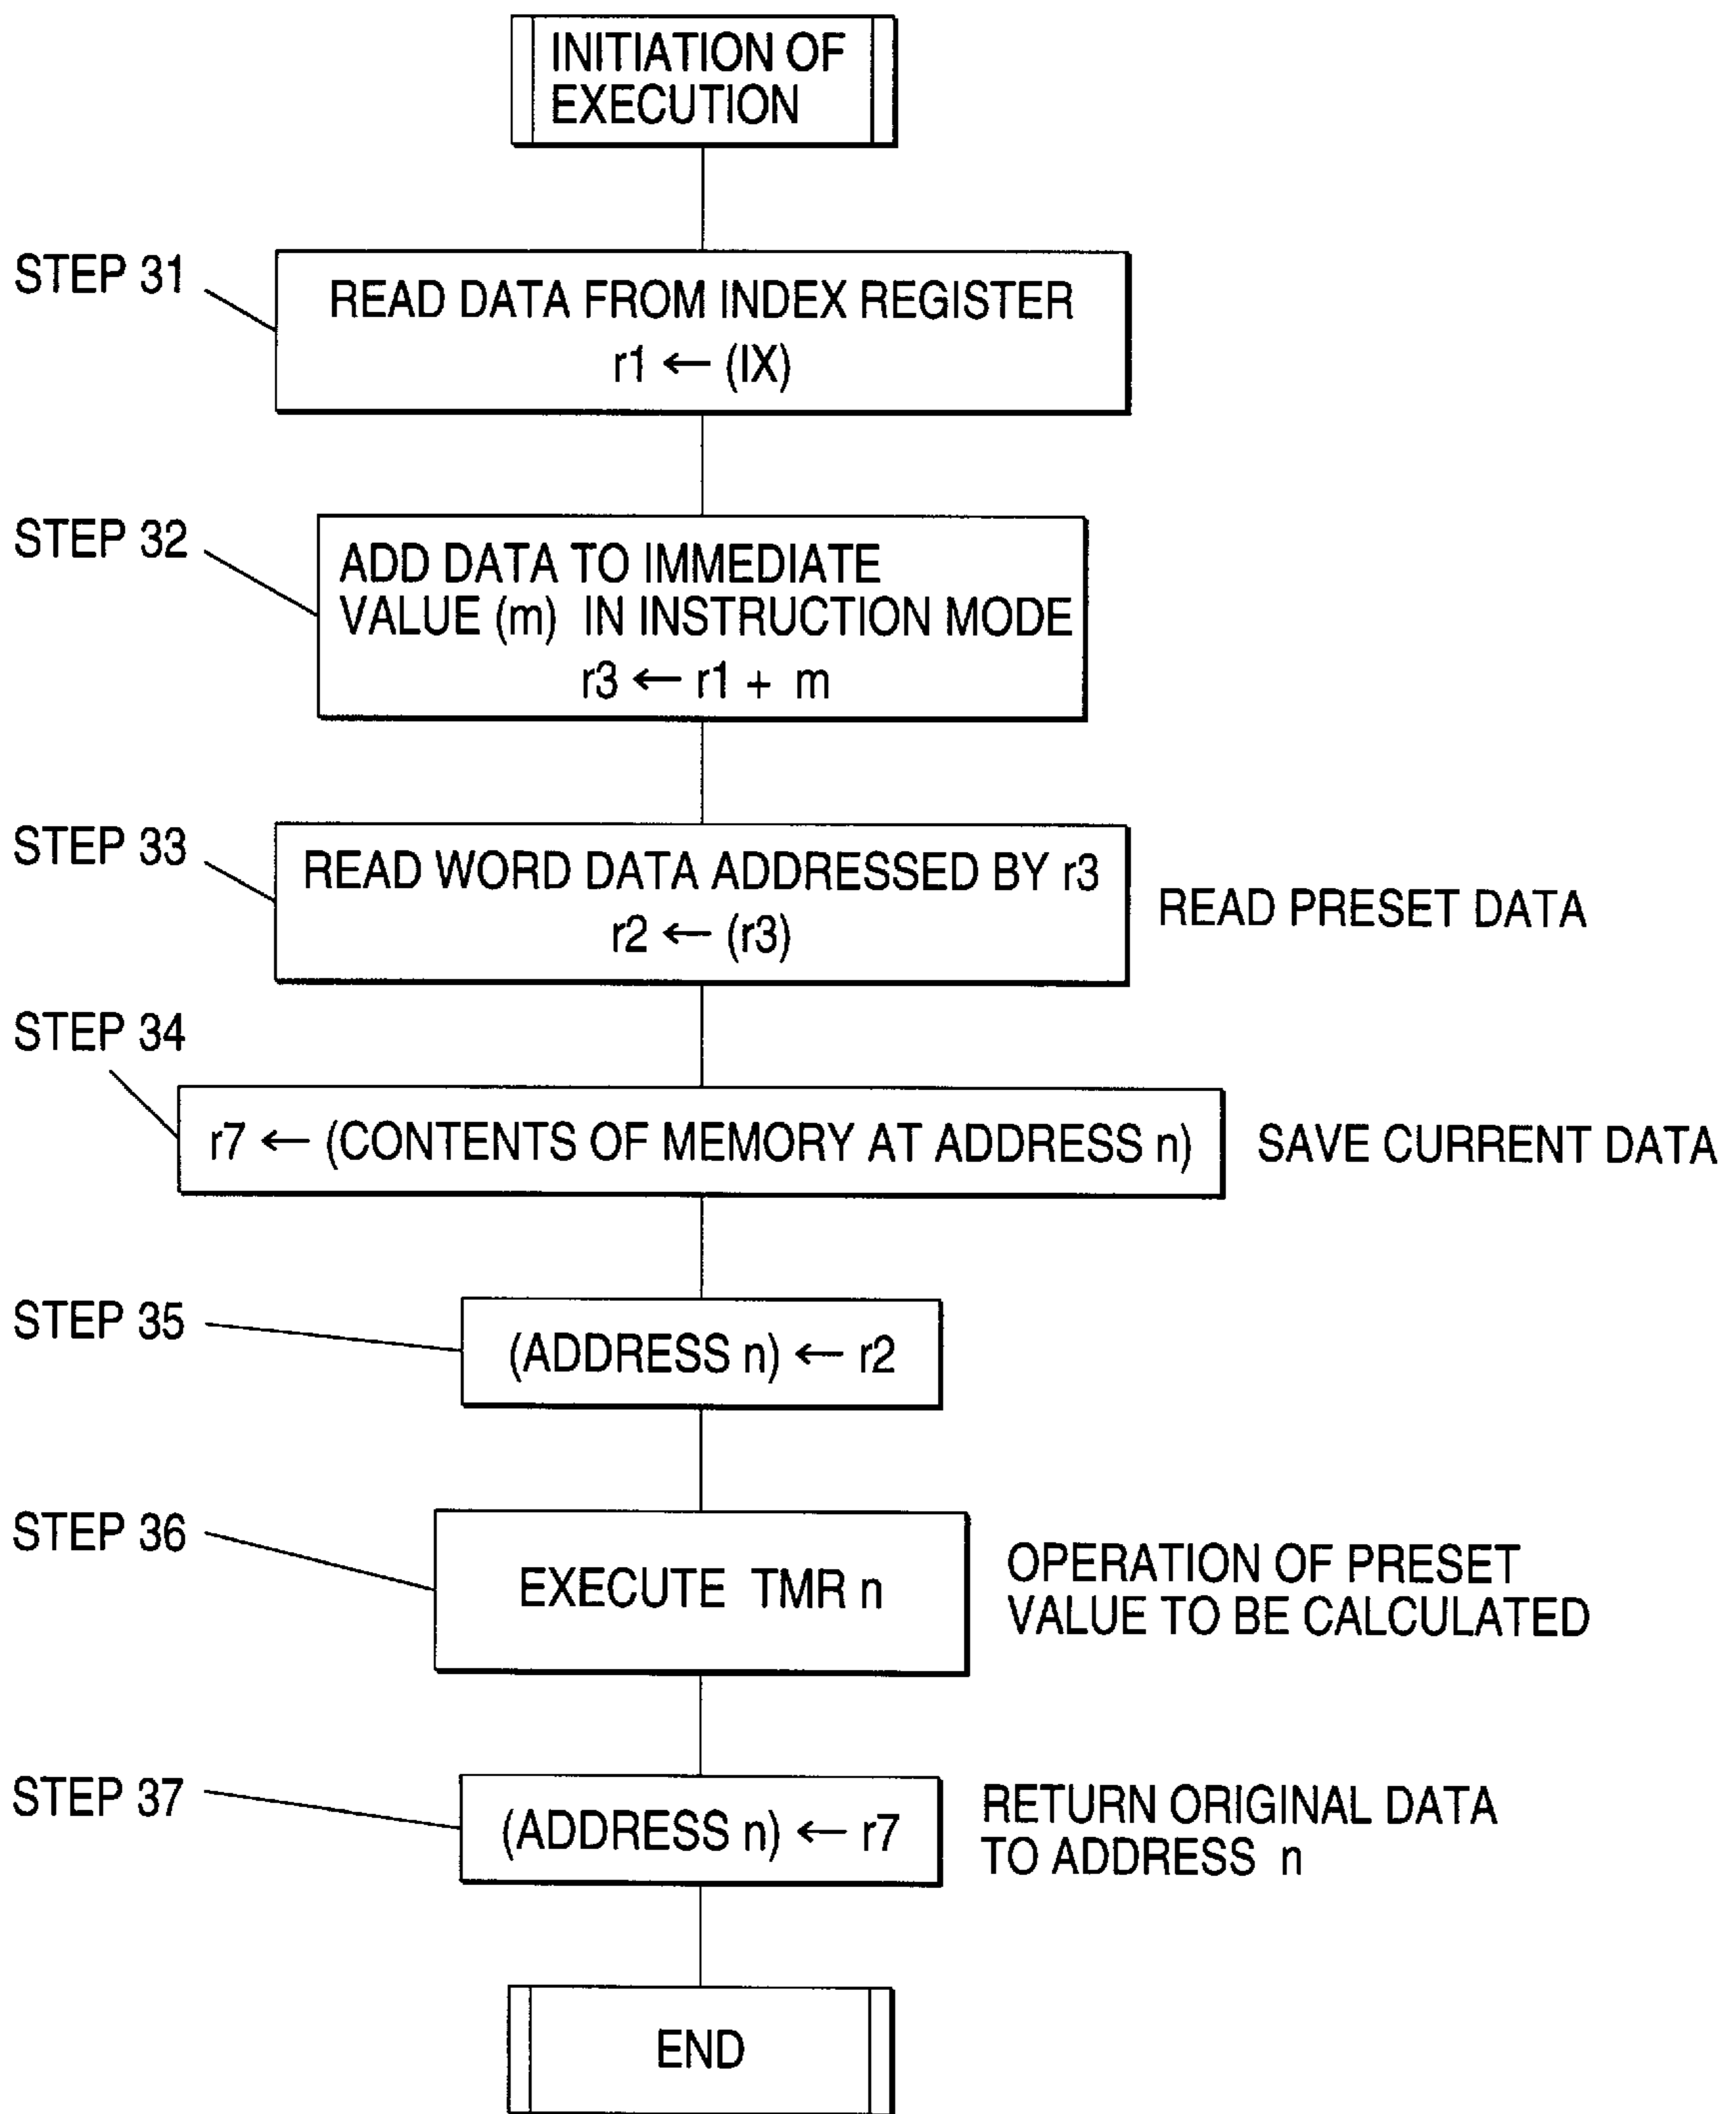 INITIATION OF
EXECUTION
STEP 31
READ DATA FROM INDEX REGISTER
r1 ← (IX)
STEP 32
ADD DATA TO IMMEDIATE
VALUE (m) IN INSTRUCTION MODE
r3 ← r1 + m
STEP 33
READ WORD DATA ADDRESSED BY r3
r2 ← (r3)
READ PRESET DATA
STEP 34
r7 ← (CONTENTS OF MEMORY AT ADDRESS n)
SAVE CURRENT DATA
STEP 35
(ADDRESS n) ← r2
STEP 36
EXECUTE TMR n
OPERATION OF PRESET
VALUE TO BE CALCULATED
STEP 37
(ADDRESS n) ← r7
RETURN ORIGINAL DATA
TO ADDRESS n
END